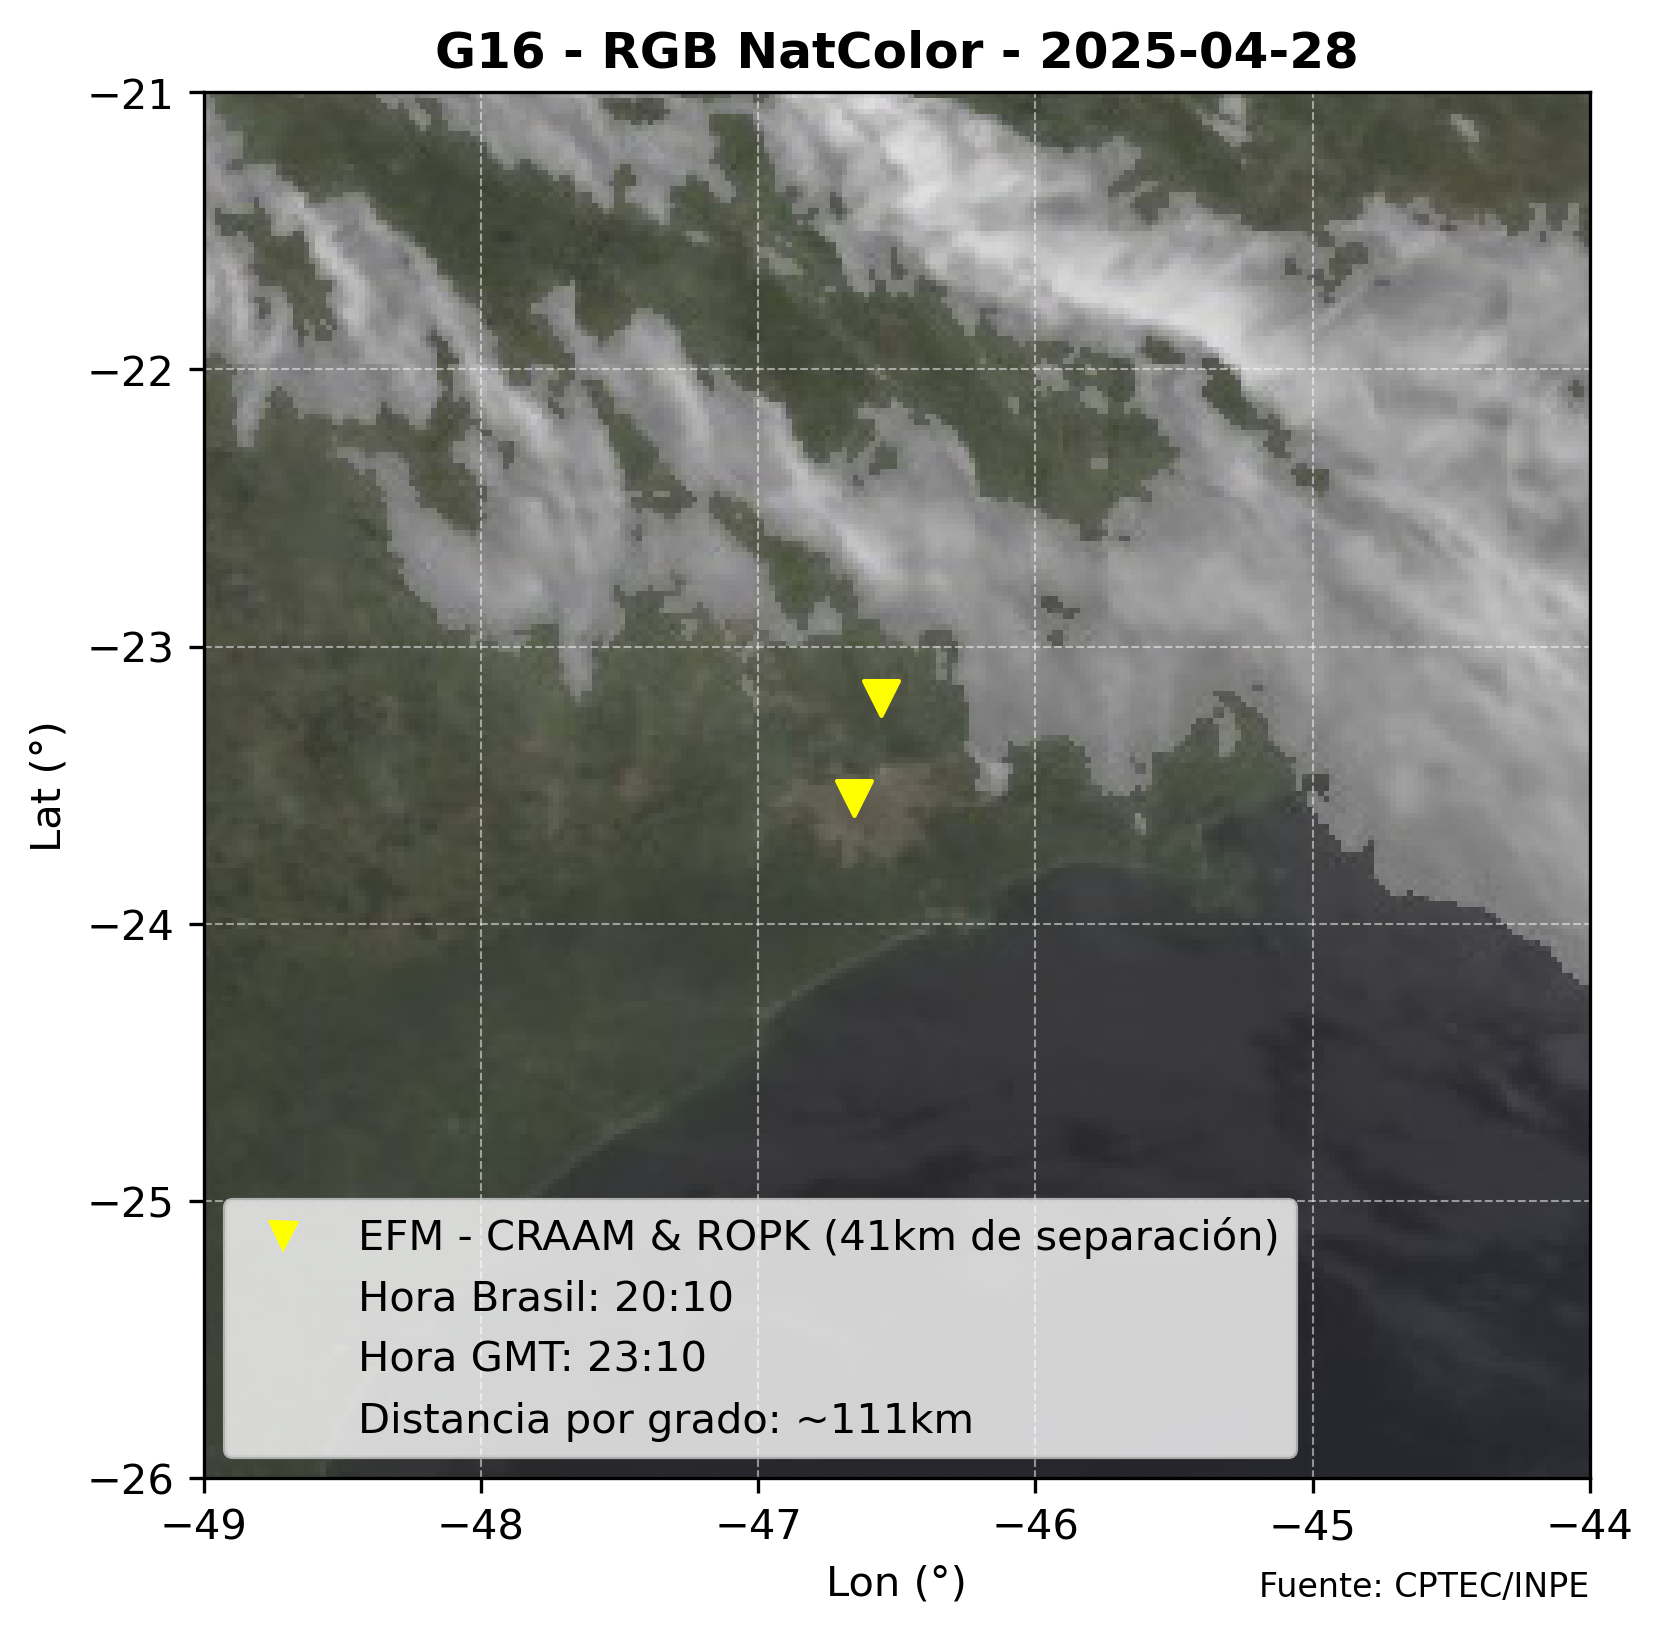 G16 - RGB NatColor - 2025-04-28
−21
−22
−23
−24
−25
−26
Lat (°)
EFM - CRAAM & ROPK (41km de separación)
Hora Brasil: 20:10
Hora GMT: 23:10
Distancia por grado: ~111km
−49 −48 −47 −46 −45 −44
Lon (°)
Fuente: CPTEC/INPE